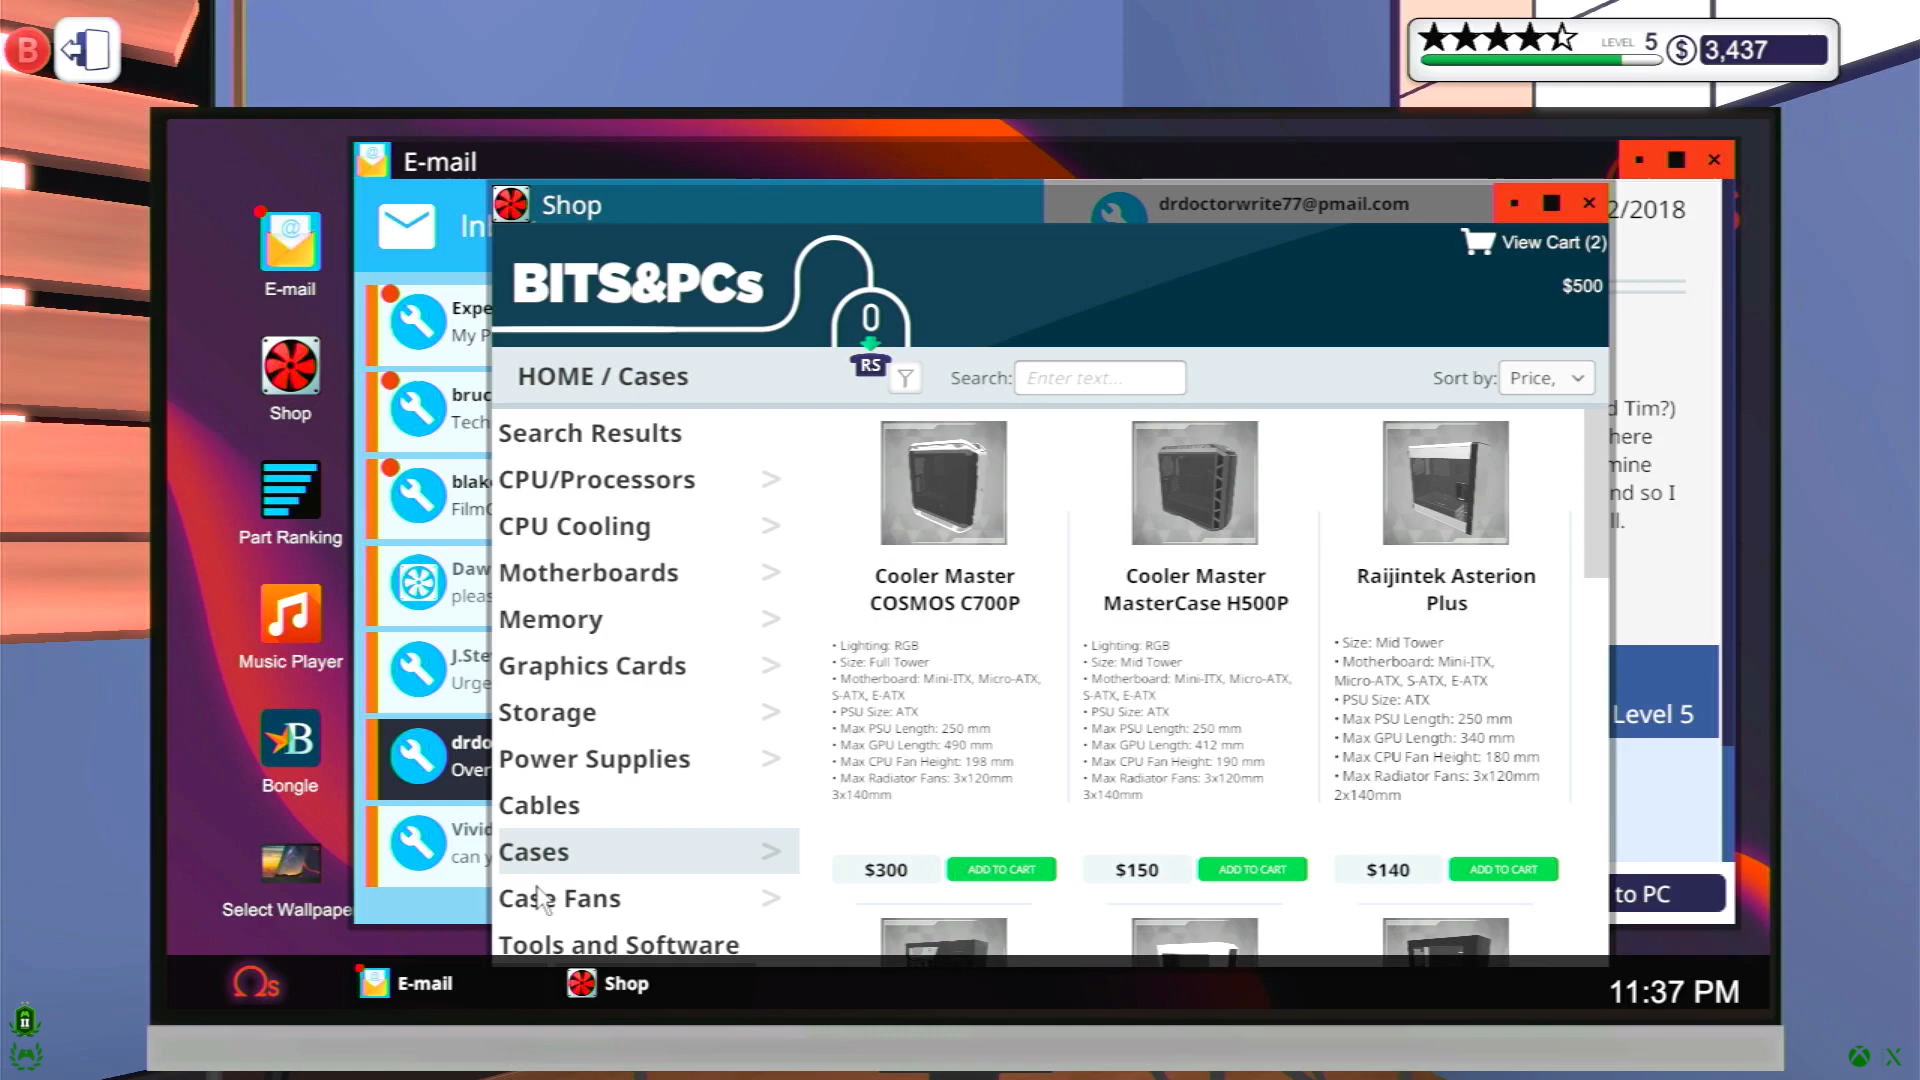 B
LEVEL 5
$ 3,437
E-mail
Shop
drdoctorwrite77@pmail.com
2/2018
View Cart (2)
$500
BITS&PCs
RS
HOME / Cases
Search:
Enter text...
Sort by:
Price,
E-mail
Shop
Part Ranking
Music Player
Bongle
Select Wallpape
Expe
My P
bruc
Tech
blak
Film
Daw
pleas
J.Ste
Urge
drdo
Over
Vivid
can y
Search Results
CPU/Processors >
CPU Cooling >
Motherboards >
Memory >
Graphics Cards >
Storage >
Power Supplies >
Cables
Cases >
Case Fans >
Tools and Software
Cooler Master
COSMOS C700P
• Lighting: RGB
• Size: Full Tower
• Motherboard: Mini-ITX, Micro-ATX,
S-ATX, E-ATX
• PSU Size: ATX
• Max PSU Length: 250 mm
• Max GPU Length: 490 mm
• Max CPU Fan Height: 198 mm
• Max Radiator Fans: 3x120mm
3x140mm
$300
ADD TO CART
Cooler Master
MasterCase H500P
• Lighting: RGB
• Size: Mid Tower
• Motherboard: Mini-ITX, Micro-ATX,
S-ATX, E-ATX
• PSU Size: ATX
• Max PSU Length: 250 mm
• Max GPU Length: 412 mm
• Max CPU Fan Height: 190 mm
• Max Radiator Fans: 3x120mm
3x140mm
$150
ADD TO CART
Raijintek Asterion
Plus
• Size: Mid Tower
• Motherboard: Mini-ITX,
Micro-ATX, S-ATX, E-ATX
• PSU Size: ATX
• Max PSU Length: 250 mm
• Max GPU Length: 340 mm
• Max CPU Fan Height: 180 mm
• Max Radiator Fans: 3x120mm
2x140mm
$140
ADD TO CART
d Tim?)
here
mine
nd so I
ll.
Level 5
to PC
Ωs
E-mail
Shop
11:37 PM